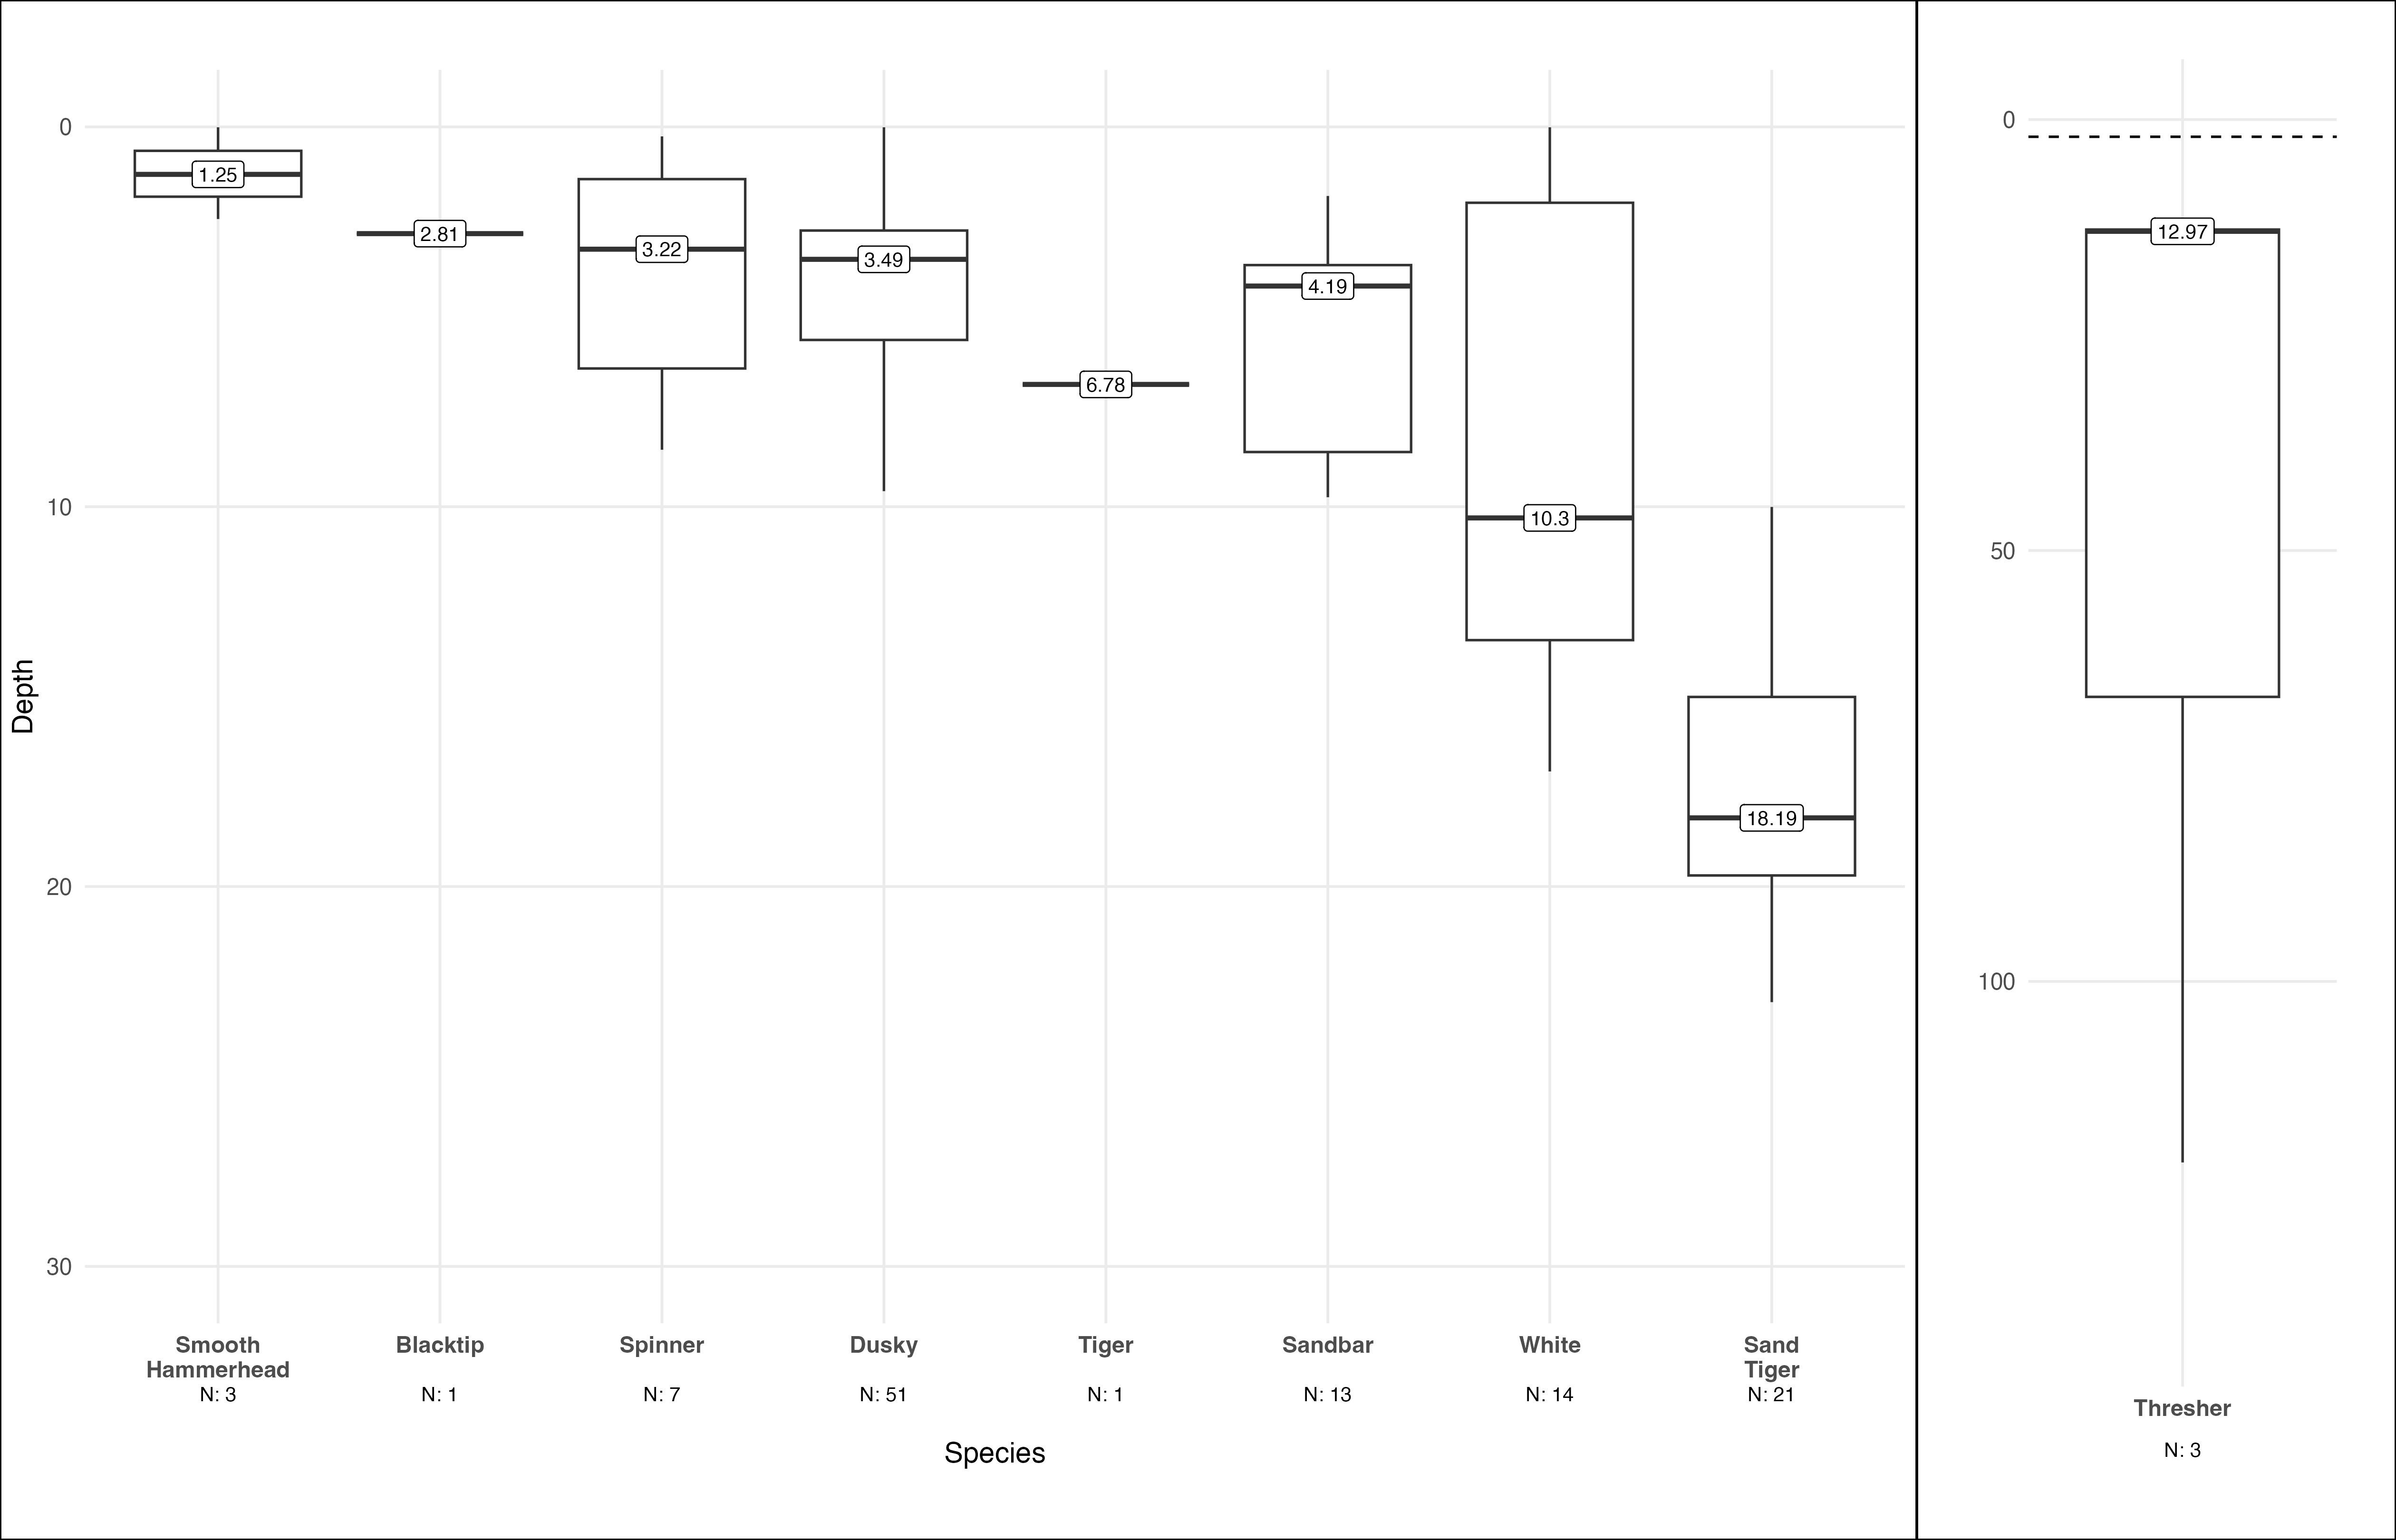 Depth
0
10
20
30
1.25
2.81
3.22
3.49
6.78
4.19
10.3
18.19
Smooth
Hammerhead
N: 3
Blacktip
N: 1
Spinner
N: 7
Dusky
N: 51
Tiger
N: 1
Sandbar
N: 13
White
N: 14
Sand
Tiger
N: 21
Species
0
50
100
12.97
Thresher
N: 3